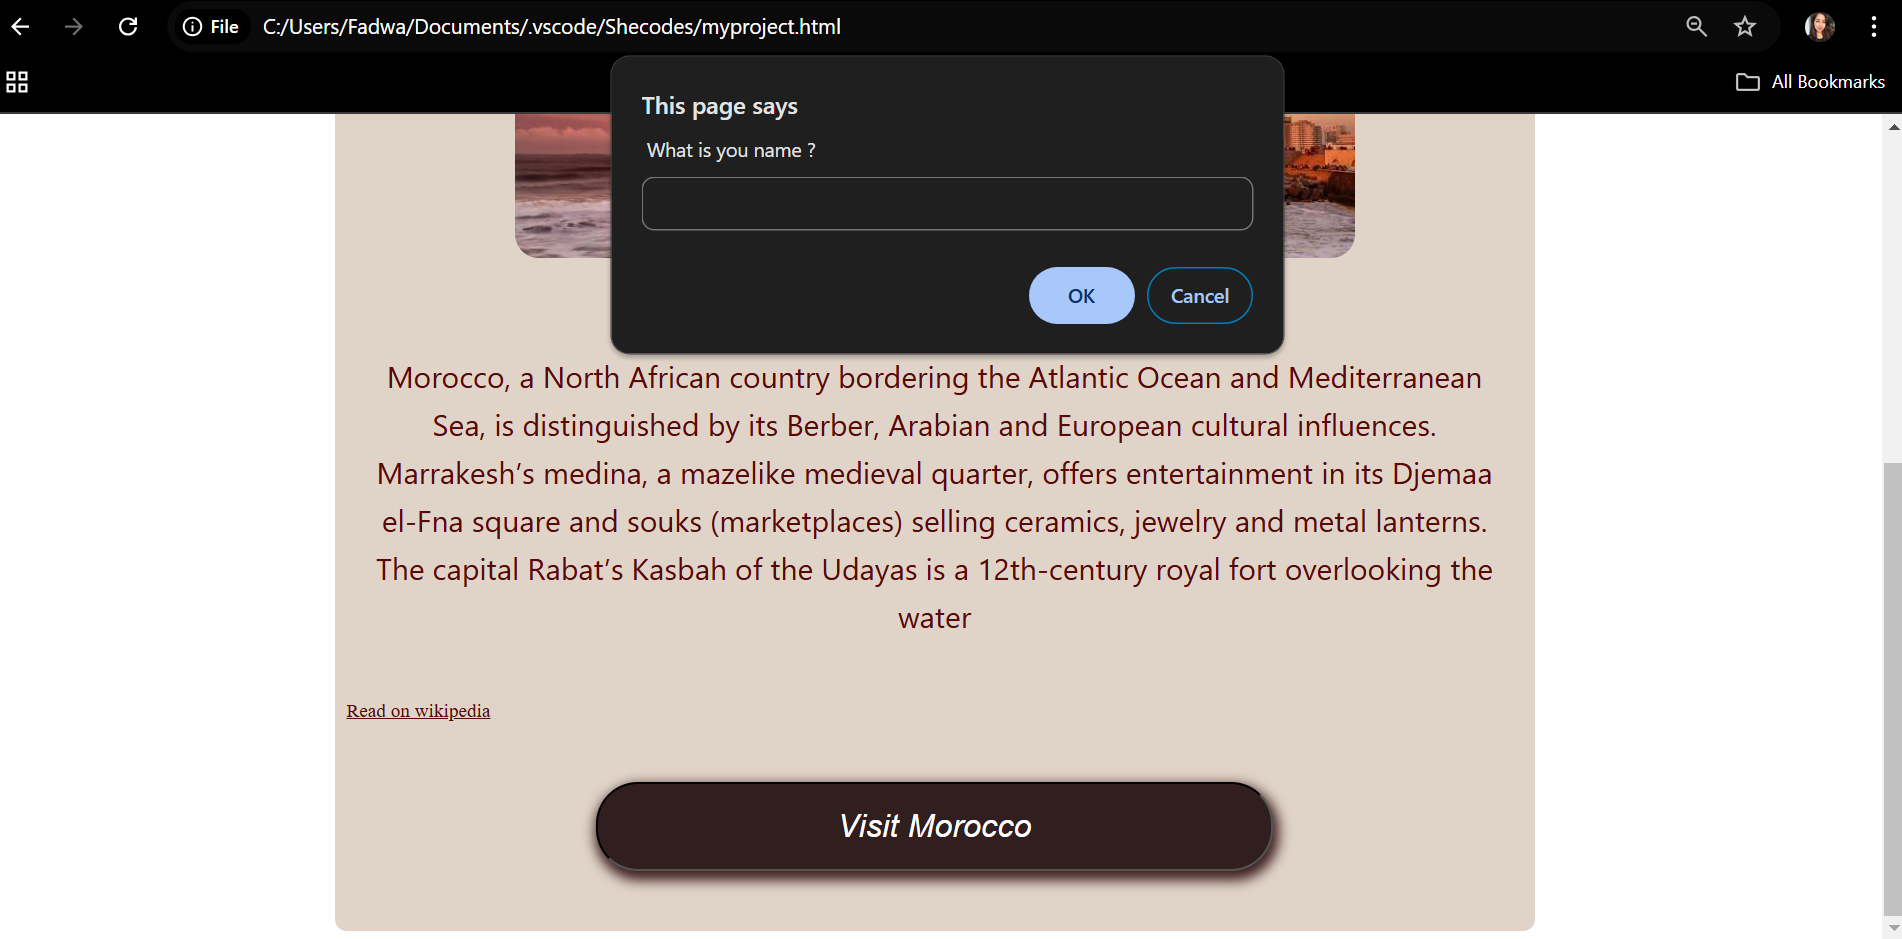 File C:/Users/Fadwa/Documents/.vscode/Shecodes/myproject.html
All Bookmarks
This page says
What is you name ?
OK Cancel
Morocco, a North African country bordering the Atlantic Ocean and Mediterranean
Sea, is distinguished by its Berber, Arabian and European cultural influences.
Marrakesh’s medina, a mazelike medieval quarter, offers entertainment in its Djemaa
el-Fna square and souks (marketplaces) selling ceramics, jewelry and metal lanterns.
The capital Rabat’s Kasbah of the Udayas is a 12th-century royal fort overlooking the
water
Read on wikipedia
Visit Morocco